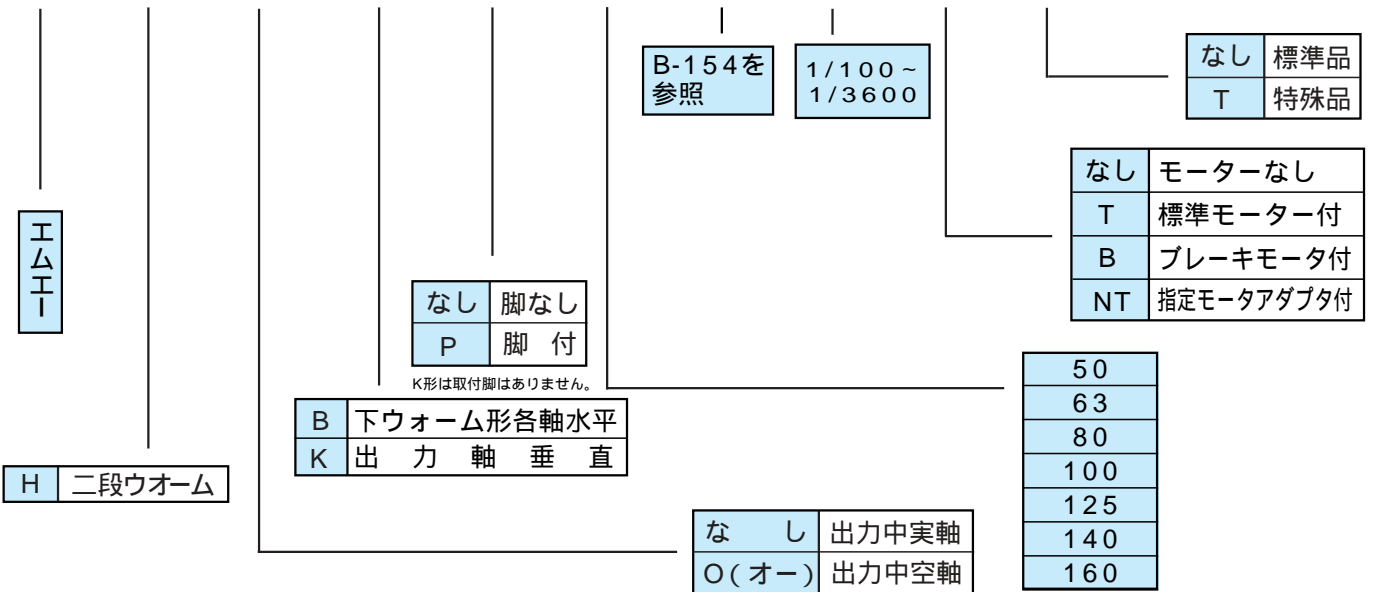 B-154を
参照
1/100~
1/3600
なし 標準品
T 特殊品
なし モーターなし
T 標準モーター付
B ブレーキモータ付
NT 指定モータアダプタ付
エムエー
なし 脚なし
P 脚 付
K形は取付脚はありません。
B 下ウォーム形各軸水平
K 出力軸垂直
H 二段ウオーム
50
63
80
100
125
140
160
なし 出力中実軸
O(オー) 出力中空軸